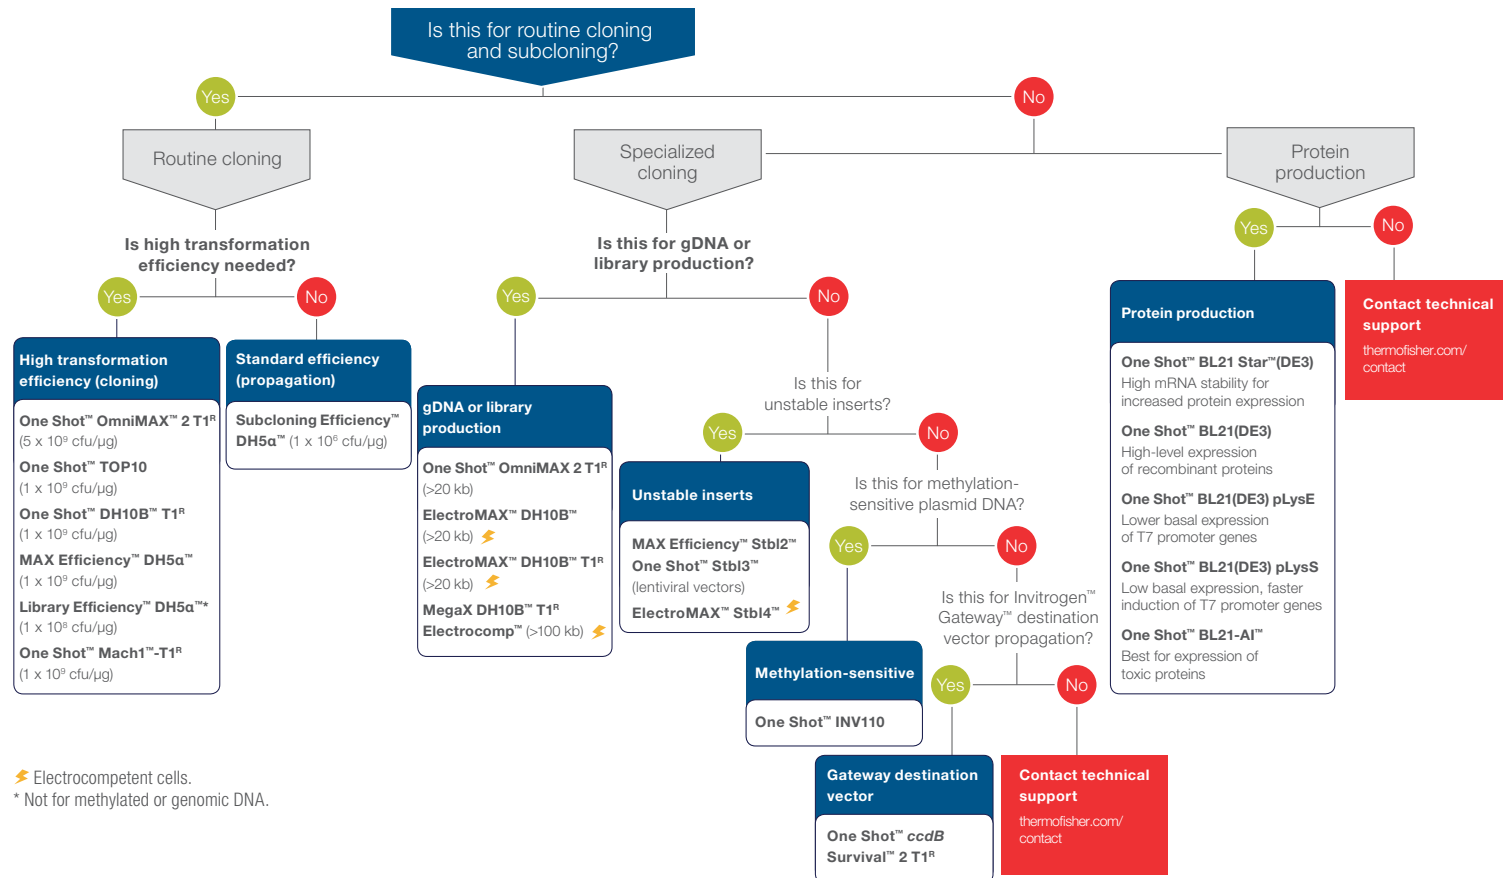 Is this for routine cloning
and subcloning?
Yes
No
Routine cloning
Specialized
cloning
Protein
production
Is high transformation
efficiency needed?
Yes
No
High transformation
efficiency (cloning)
One Shot™ OmniMAX™ 2 T1ᴿ
(5 x 10⁹ cfu/µg)
One Shot™ TOP10
(1 x 10⁹ cfu/µg)
One Shot™ DH10B™ T1ᴿ
(1 x 10⁹ cfu/µg)
MAX Efficiency™ DH5α™
(1 x 10⁹ cfu/µg)
Library Efficiency™ DH5α™*
(1 x 10⁸ cfu/µg)
One Shot™ Mach1™-T1ᴿ
(1 x 10⁹ cfu/µg)
Standard efficiency
(propagation)
Subcloning Efficiency™
DH5α™ (1 x 10⁶ cfu/µg)
Is this for gDNA or
library production?
Yes
No
gDNA or library
production
One Shot™ OmniMAX 2 T1ᴿ
(>20 kb)
ElectroMAX™ DH10B™
(>20 kb)
ElectroMAX™ DH10B™ T1ᴿ
(>20 kb)
MegaX DH10B™ T1ᴿ
Electrocomp™ (>100 kb)
Is this for
unstable inserts?
Yes
No
Unstable inserts
MAX Efficiency™ Stbl2™
One Shot™ Stbl3™
(lentiviral vectors)
ElectroMAX™ Stbl4™
Is this for methylation-
sensitive plasmid DNA?
Yes
No
Methylation-sensitive
One Shot™ INV110
Is this for Invitrogen™
Gateway™ destination
vector propagation?
Yes
No
Gateway destination
vector
One Shot™ ccdB
Survival™ 2 T1ᴿ
Contact technical
support
thermofisher.com/
contact
Yes
No
Protein production
One Shot™ BL21 Star™(DE3)
High mRNA stability for
increased protein expression
One Shot™ BL21(DE3)
High-level expression
of recombinant proteins
One Shot™ BL21(DE3) pLysE
Lower basal expression
of T7 promoter genes
One Shot™ BL21(DE3) pLysS
Low basal expression, faster
induction of T7 promoter genes
One Shot™ BL21-AI™
Best for expression of
toxic proteins
Contact technical
support
thermofisher.com/
contact
Electrocompetent cells.
* Not for methylated or genomic DNA.